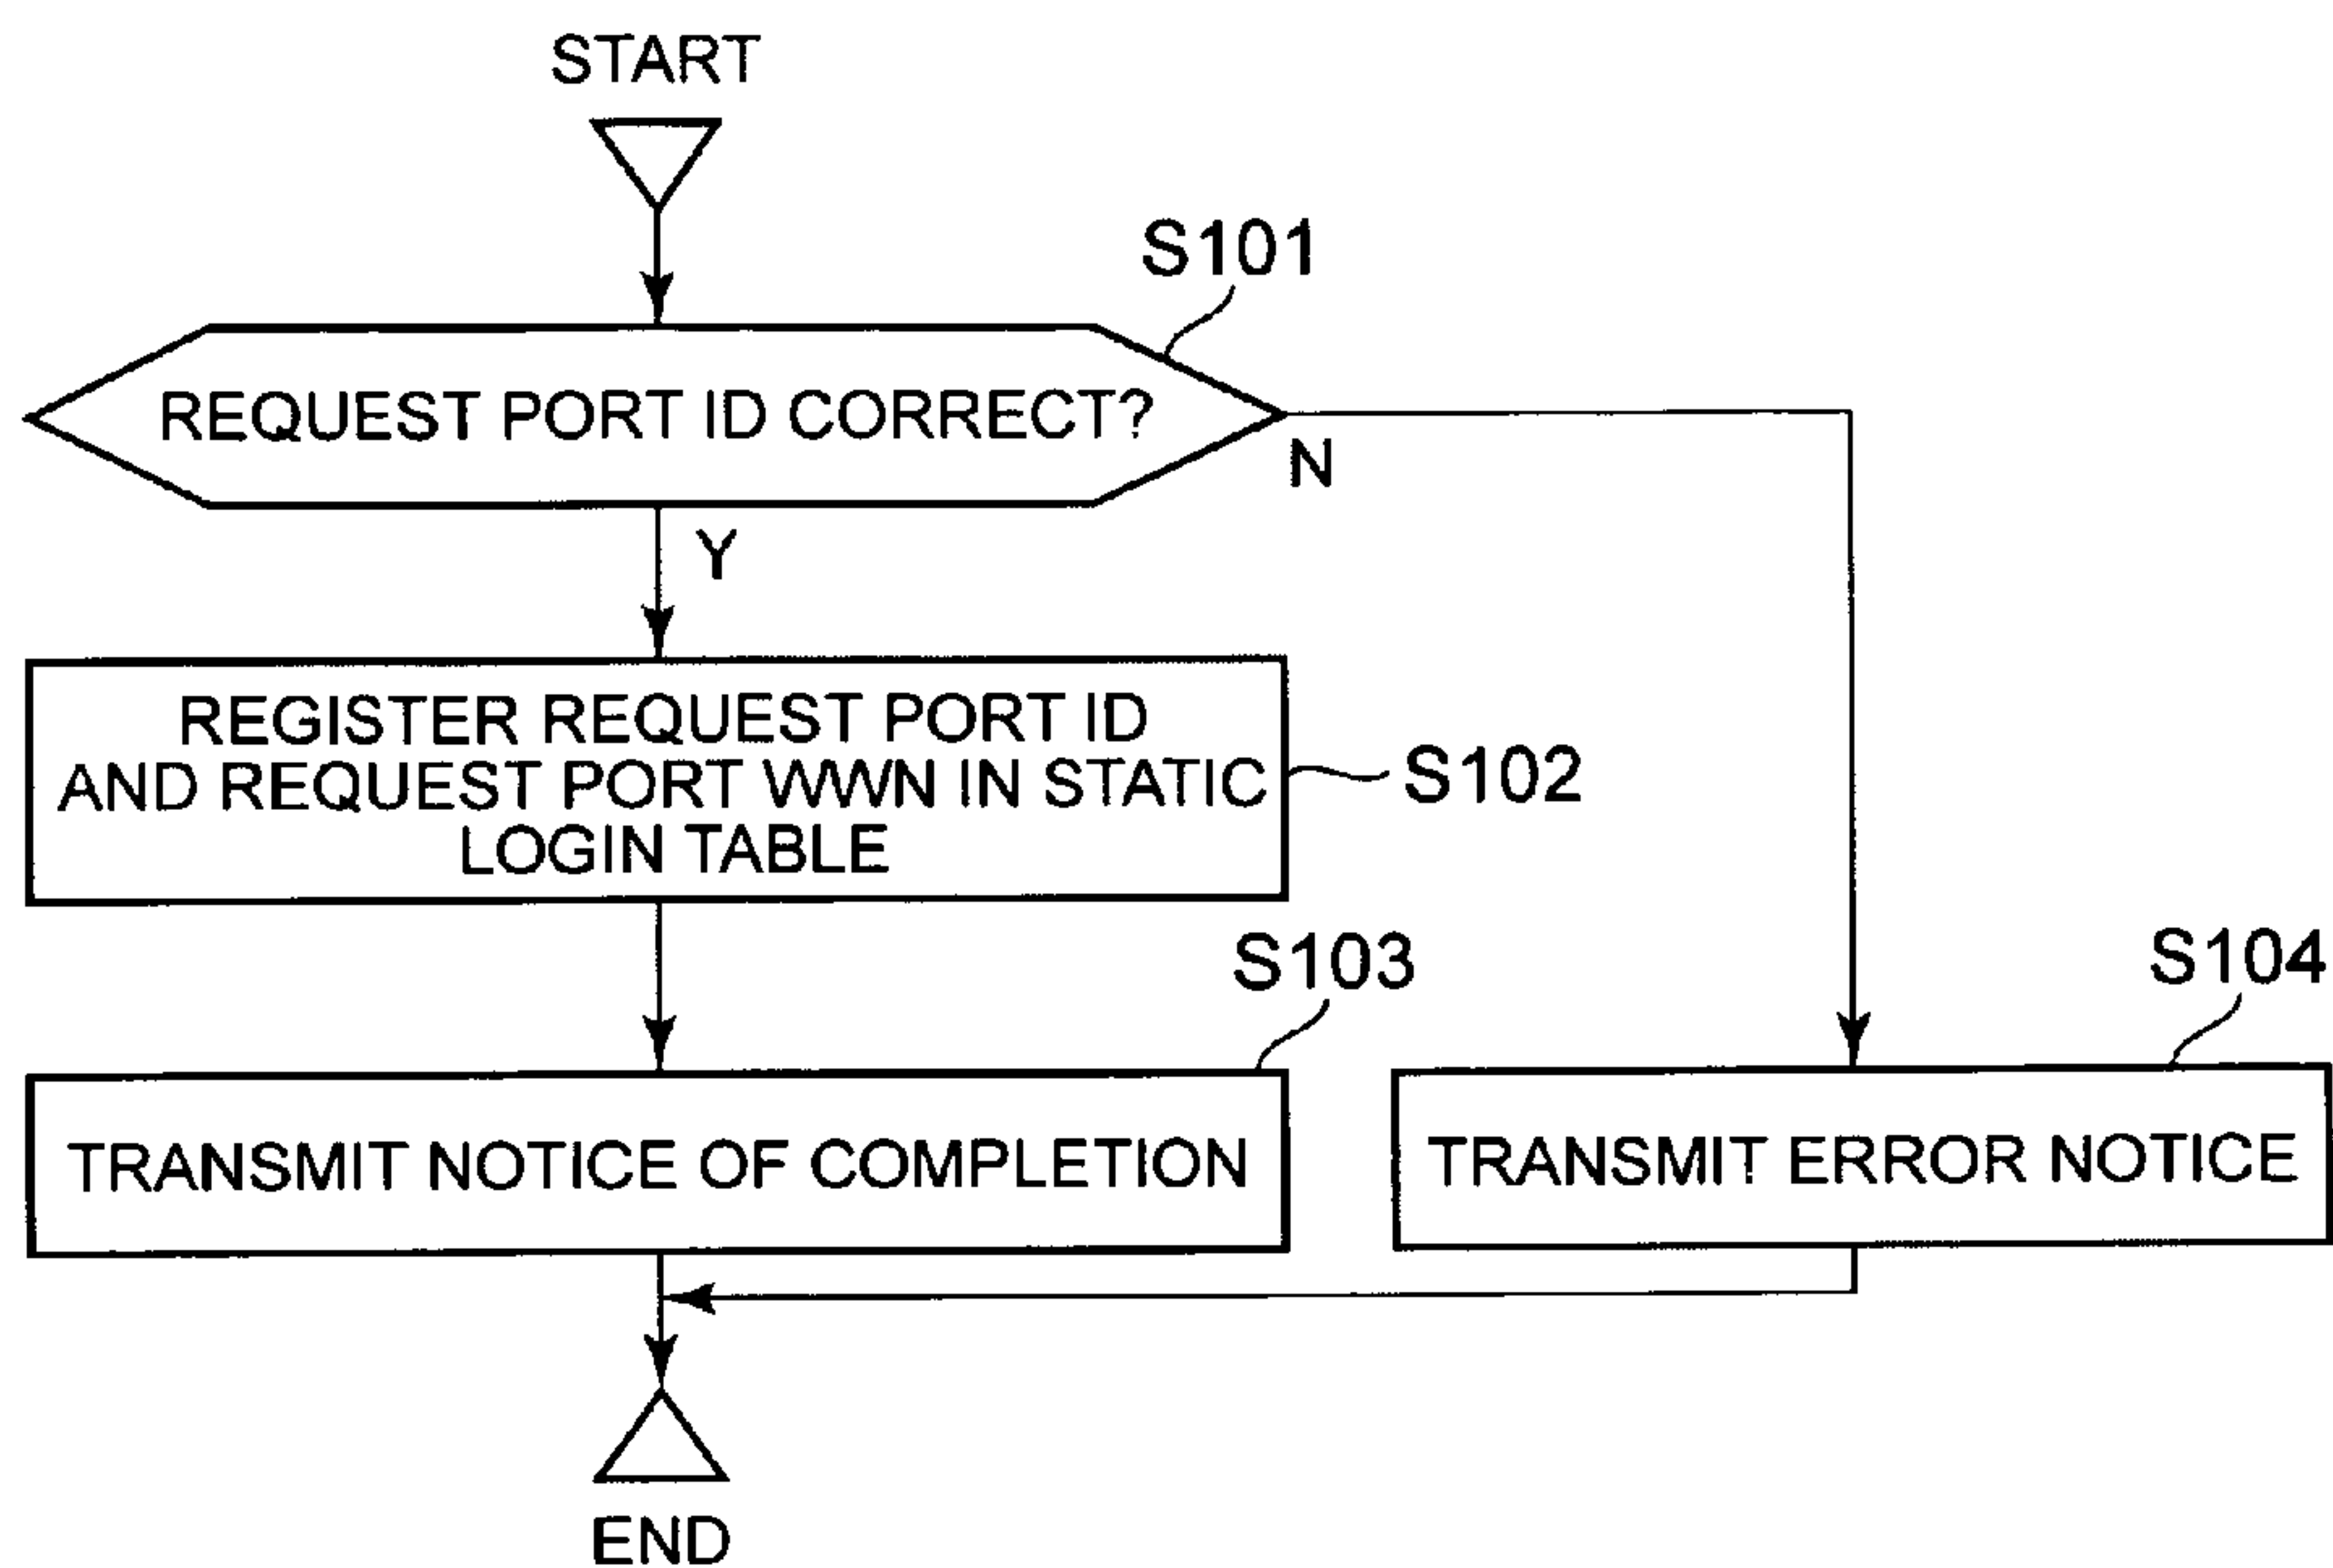 START
S101
REQUEST PORT ID CORRECT?
N
Y
REGISTER REQUEST PORT ID
AND REQUEST PORT WWN IN STATIC
LOGIN TABLE
S102
S103
S104
TRANSMIT NOTICE OF COMPLETION
TRANSMIT ERROR NOTICE
END